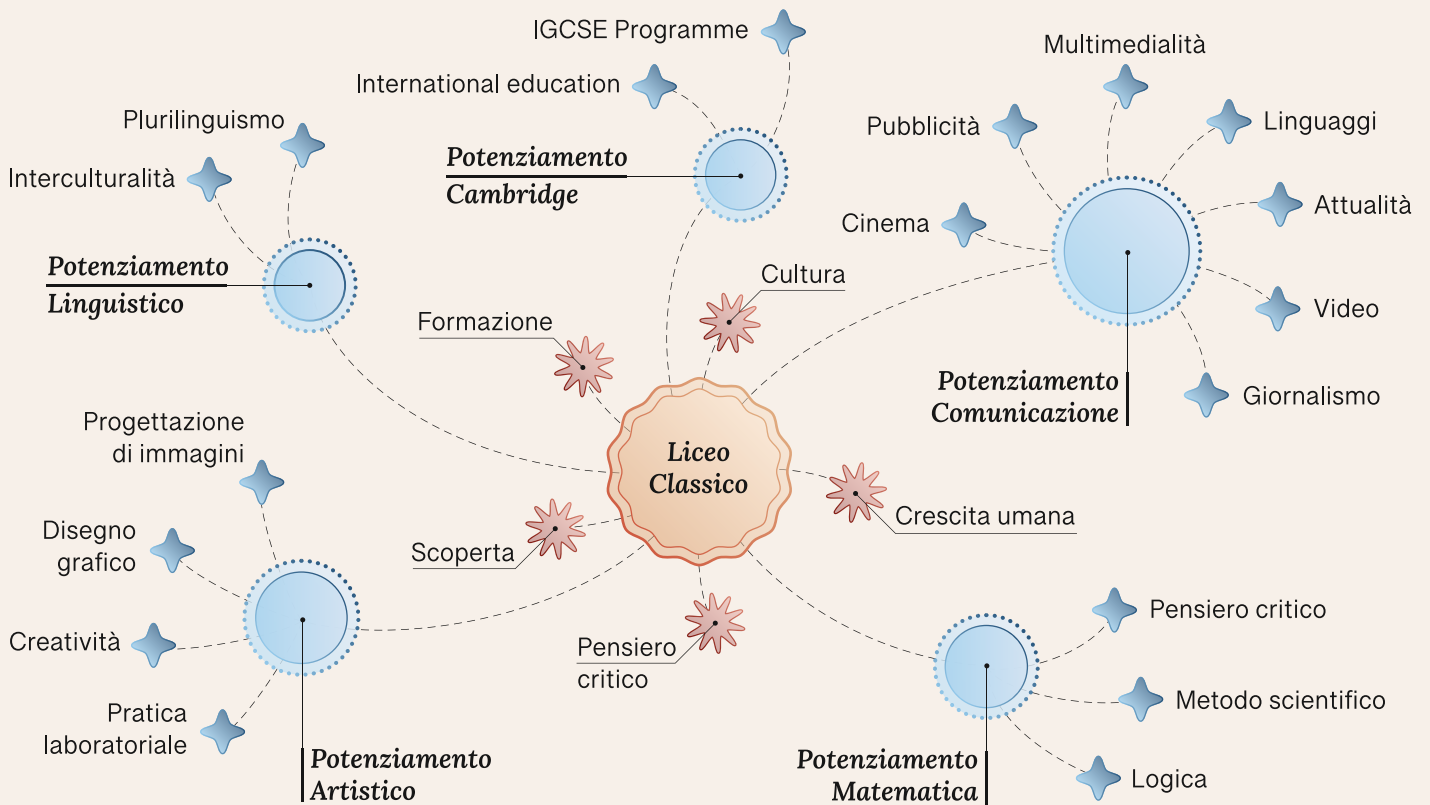 IGCSE Programme
International education
Potenziamento
Cambridge
Plurilinguismo
Interculturalità
Potenziamento
Linguistico
Multimedialità
Pubblicità
Linguaggi
Cinema
Attualità
Video
Giornalismo
Potenziamento
Comunicazione
Cultura
Formazione
Liceo
Classico
Crescita umana
Scoperta
Pensiero
critico
Progettazione
di immagini
Disegno
grafico
Creatività
Pratica
laboratoriale
Potenziamento
Artistico
Pensiero critico
Metodo scientifico
Logica
Potenziamento
Matematica